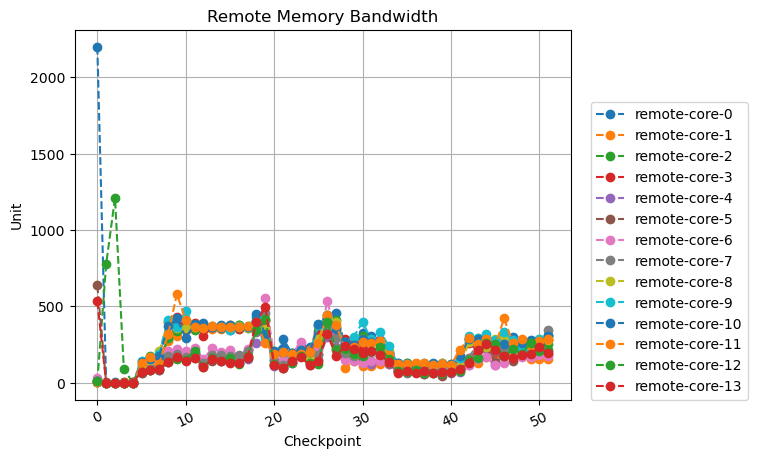 Remote Memory Bandwidth
Unit
2000
1500
1000
500
0
0
10
20
30
40
50
Checkpoint
remote-core-0
remote-core-1
remote-core-2
remote-core-3
remote-core-4
remote-core-5
remote-core-6
remote-core-7
remote-core-8
remote-core-9
remote-core-10
remote-core-11
remote-core-12
remote-core-13